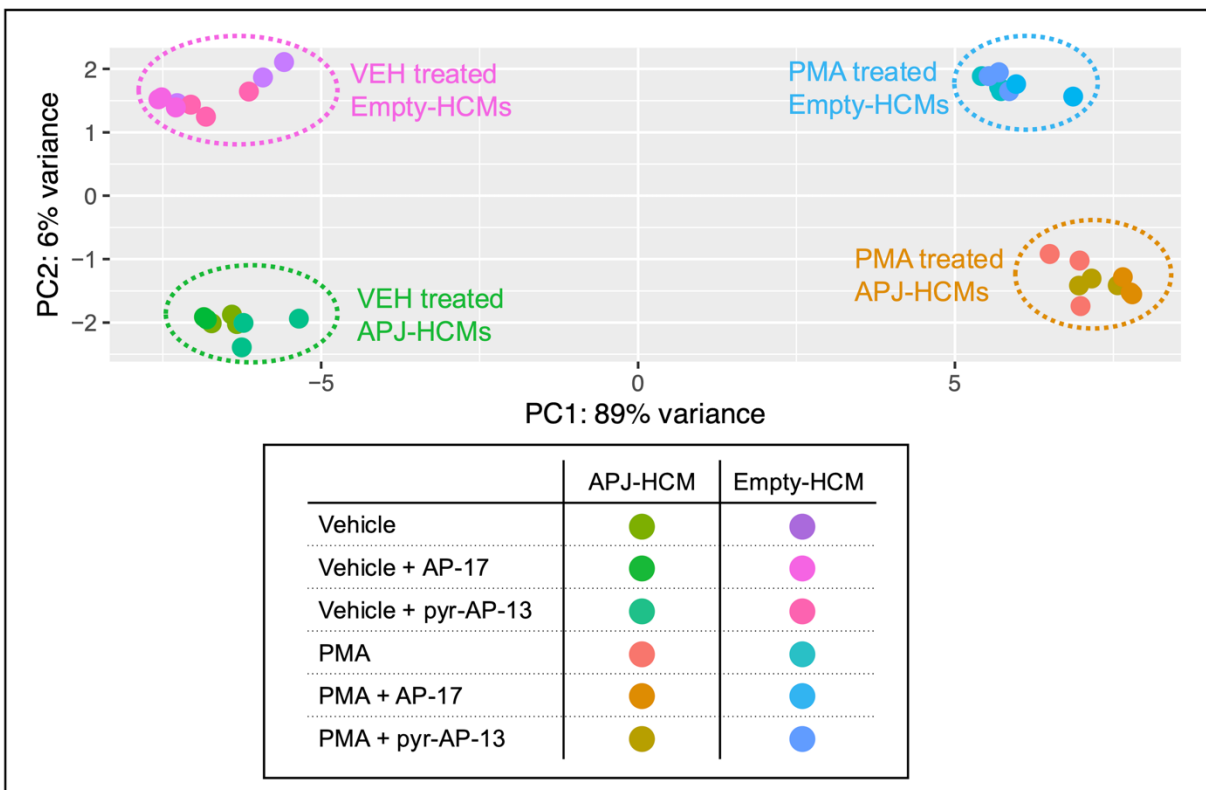 VEH treated
Empty-HCMs
PMA treated
Empty-HCMs
VEH treated
APJ-HCMs
PMA treated
APJ-HCMs
2
1
0
−1
−2
PC2: 6% variance
−5
0
5
PC1: 89% variance
APJ-HCM Empty-HCM
Vehicle
Vehicle + AP-17
Vehicle + pyr-AP-13
PMA
PMA + AP-17
PMA + pyr-AP-13